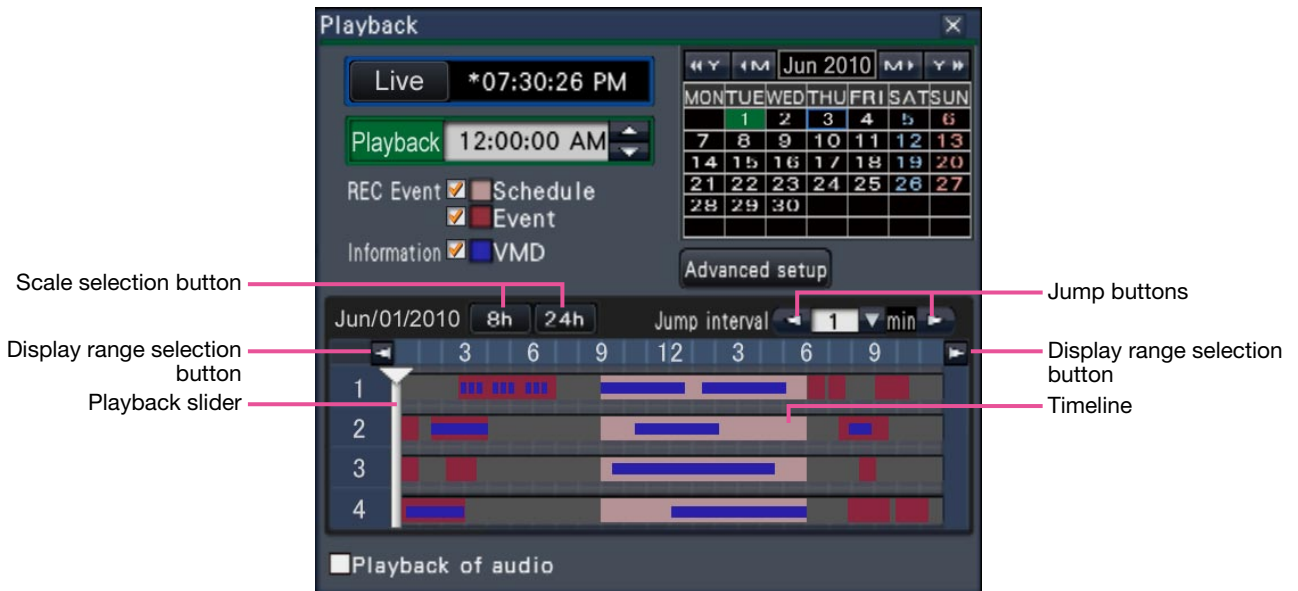 Playback
Live *07:30:26 PM
Playback 12:00:00 AM
REC Event Schedule
Event
Information VMD
Y M Jun 2010 M Y
MON TUE WED THU FRI SAT SUN
1 2 3 4 5 6
7 8 9 10 11 12 13
14 15 16 17 18 19 20
21 22 23 24 25 26 27
28 29 30
Advanced setup
Scale selection button
Jump buttons
Jun/01/2010 8h 24h Jump interval 1 min
Display range selection
button
3 6 9 12 3 6 9
Display range selection
button
Playback slider
Timeline
1
2
3
4
Playback of audio